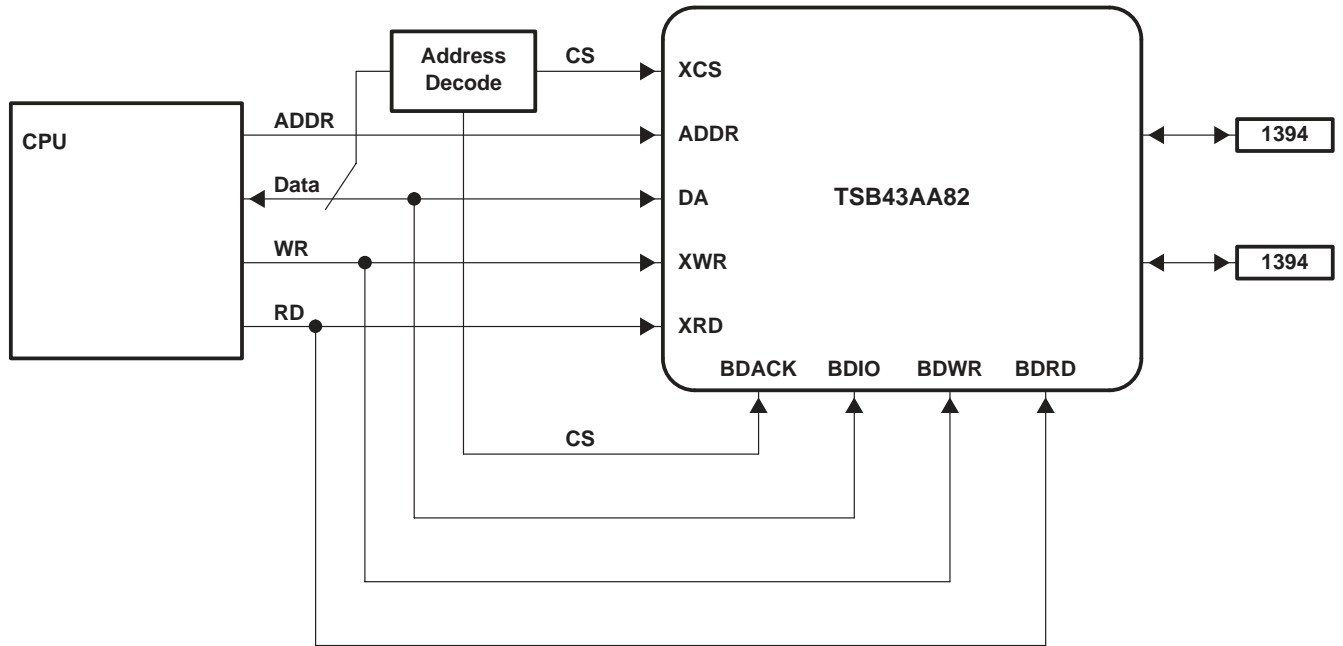 Address
Decode
CS
XCS
ADDR
ADDR
1394
CPU
Data
DA
TSB43AA82
WR
XWR
1394
RD
XRD
BDACK
BDIO
BDWR
BDRD
CS